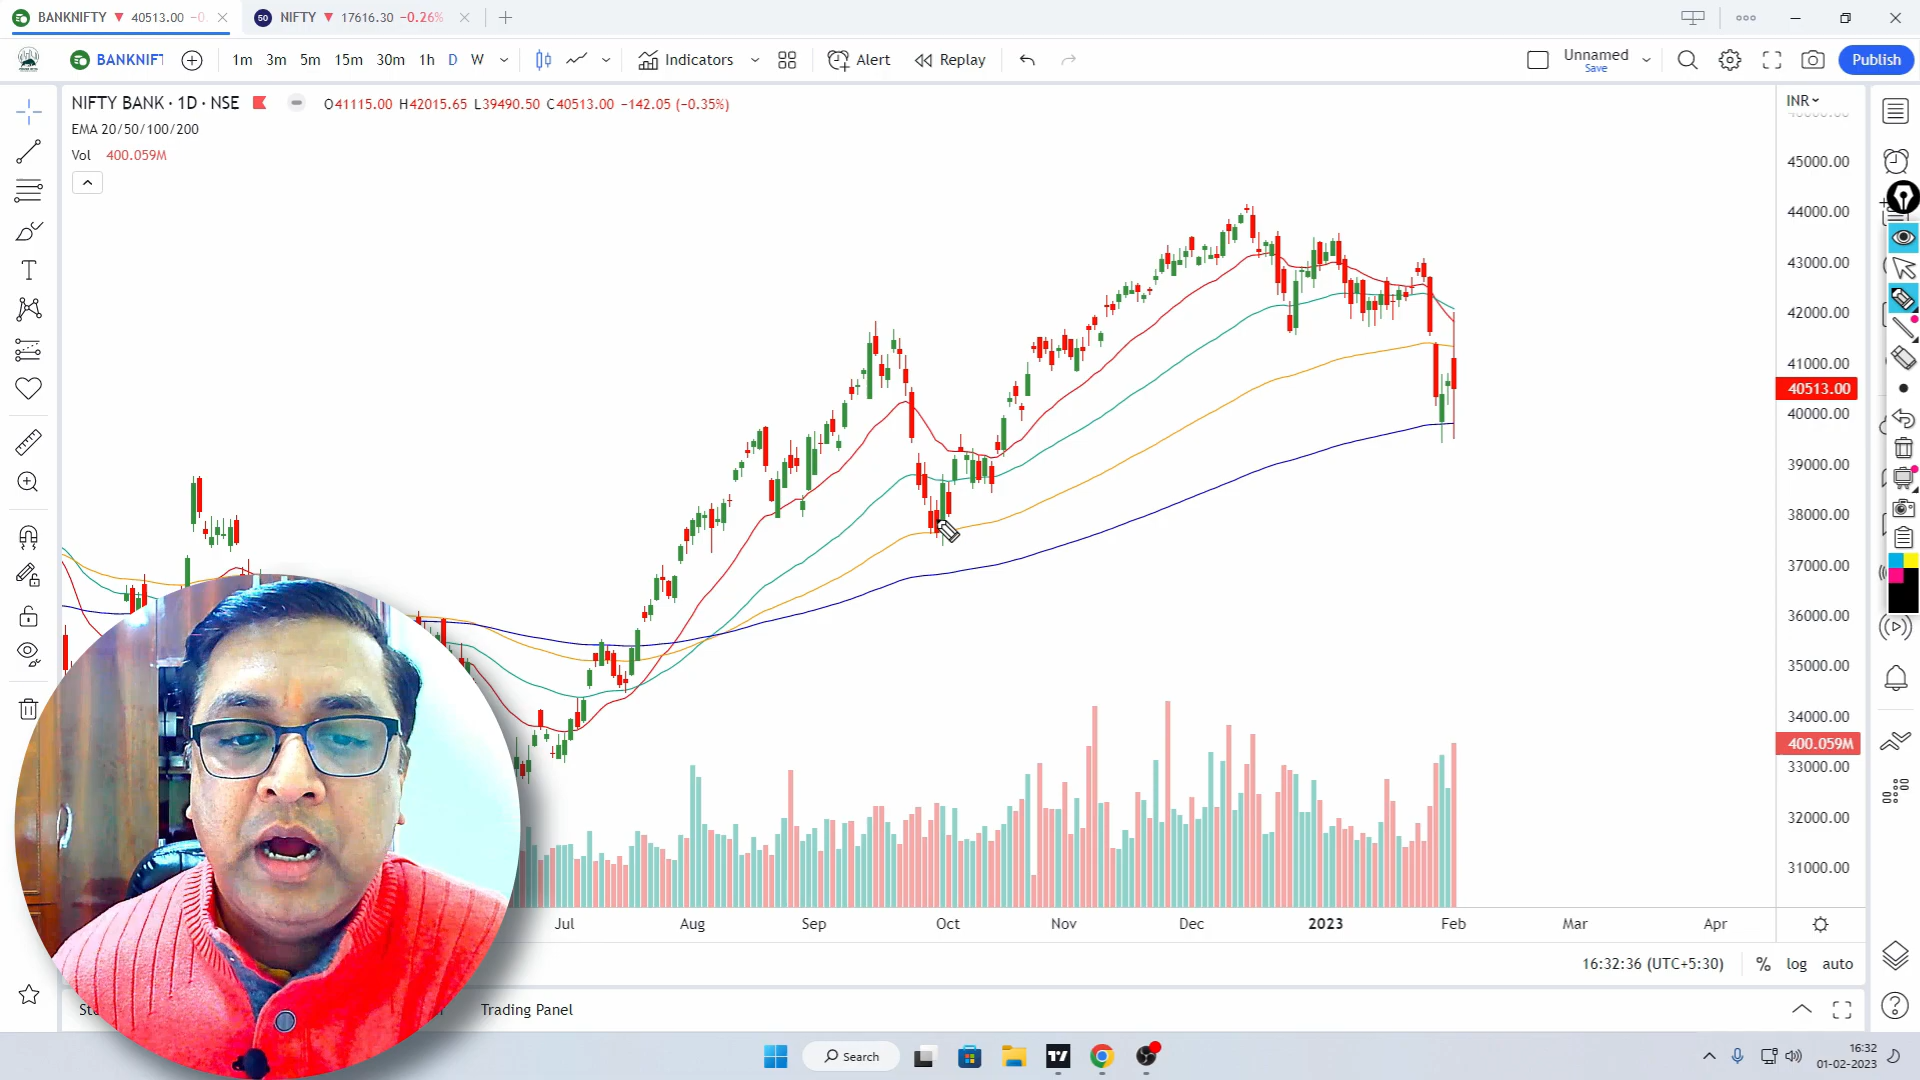 BANKNIFTY ▼ 40513.00 −0.
50 NIFTY ▼ 17616.30 −0.26%
BANKNIFT 1m 3m 5m 15m 30m 1h D W Indicators Alert Replay Unnamed Publish
Save
NIFTY BANK · 1D · NSE O41115.00 H42015.65 L39490.50 C40513.00 −142.05 (−0.35%)
INR
EMA 20/50/100/200
Vol 400.059M
45000.00
44000.00
43000.00
42000.00
41000.00
40513.00
40000.00
39000.00
38000.00
37000.00
36000.00
35000.00
34000.00
400.059M
33000.00
32000.00
31000.00
Jul Aug Sep Oct Nov Dec 2023 Feb Mar Apr
16:32:36 (UTC+5:30) % log auto
Trading Panel
Search
16:32
01-02-2023